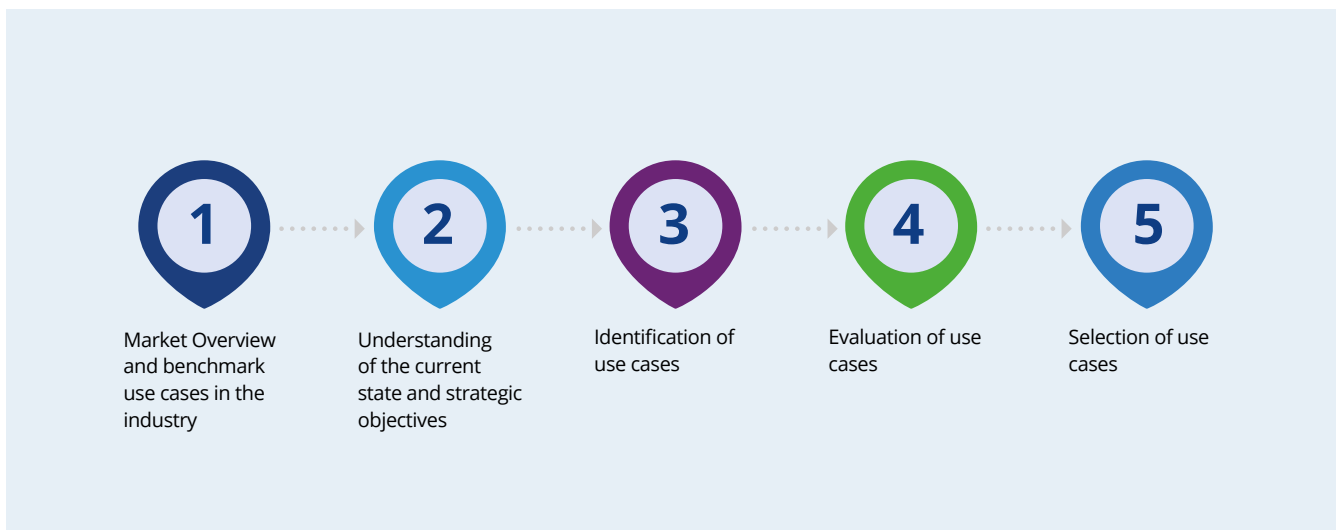 1
2
3
4
5
Market Overview
and benchmark
use cases in the
industry
Understanding
of the current
state and strategic
objectives
Identification of
use cases
Evaluation of use
cases
Selection of use
cases